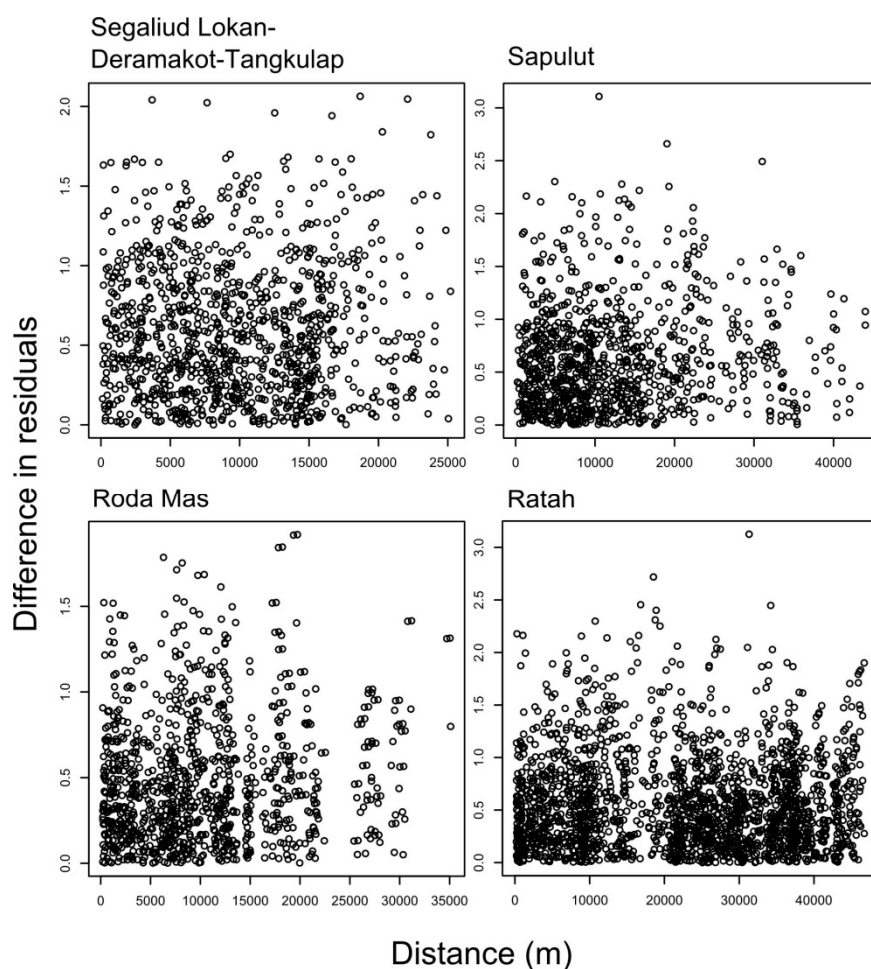 Segaliud Lokan-
Deramakot-Tangkulap
Sapulut
2.0
1.5
1.0
0.5
0.0
0 5000 10000 15000 20000 25000
3.0
2.5
2.0
1.5
1.0
0.5
0.0
0 10000 20000 30000 40000
Difference in residuals
Roda Mas
Ratah
1.5
1.0
0.5
0.0
0 5000 10000 15000 20000 25000 30000 35000
3.0
2.5
2.0
1.5
1.0
0.5
0.0
0 10000 20000 30000 40000
Distance (m)